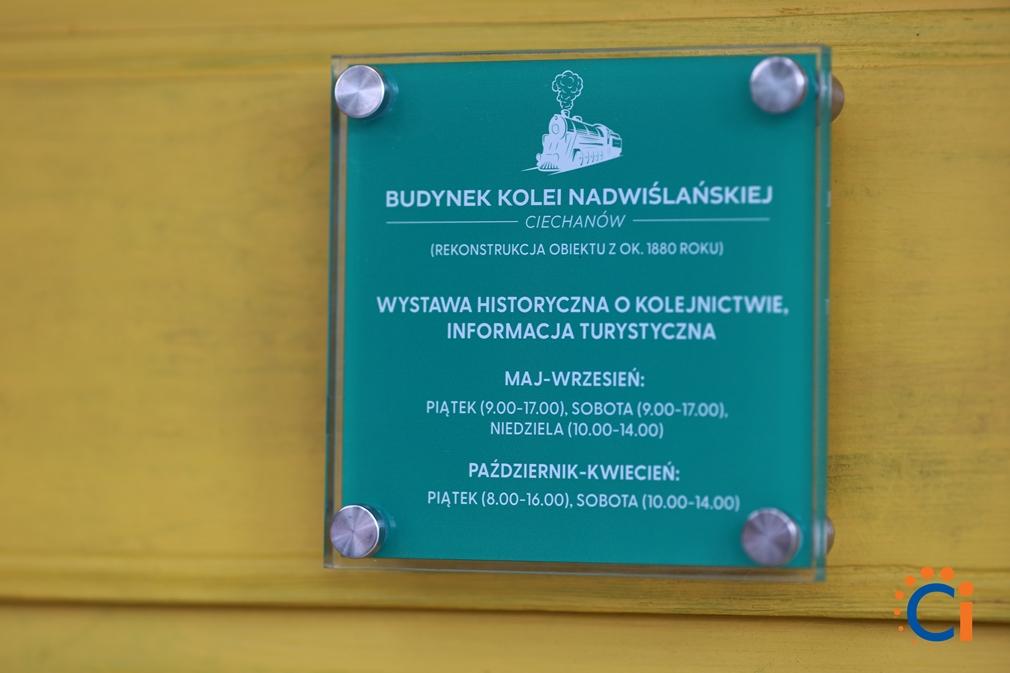 BUDYNEK KOLEI NADWIŚLAŃSKIEJ
CIECHANÓW
(REKONSTRUKCJA OBIEKTU Z OK. 1880 ROKU)
WYSTAWA HISTORYCZNA O KOLEJNICTWIE,
INFORMACJA TURYSTYCZNA
MAJ-WRZESIEŃ:
PIĄTEK (9.00-17.00), SOBOTA (9.00-17.00),
NIEDZIELA (10.00-14.00)
PAŹDZIERNIK-KWIECIEŃ:
PIĄTEK (8.00-16.00), SOBOTA (10.00-14.00)
Ci